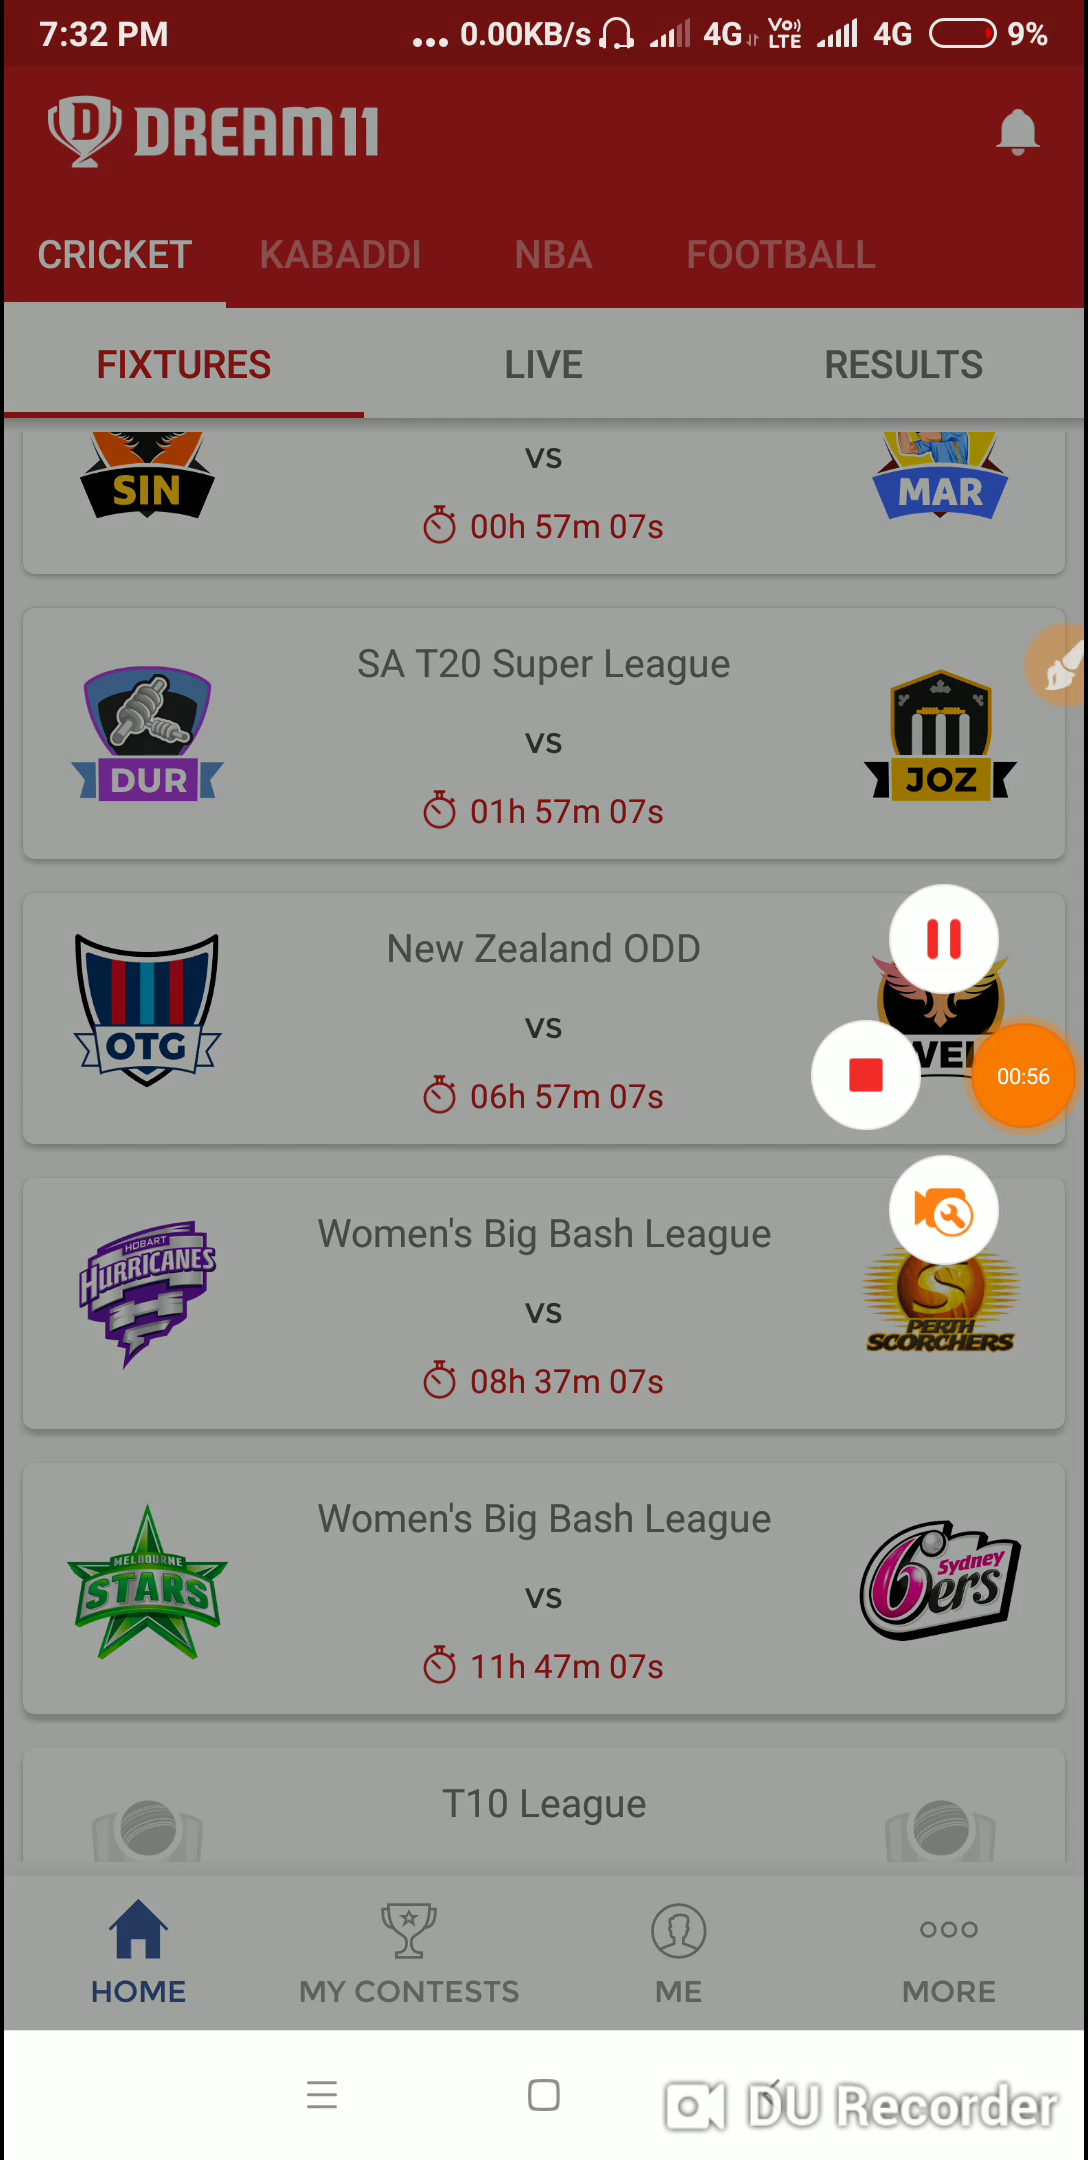 7:32 PM ... 0.00KB/s 4G VoLTE 4G 9%
DREAM11
CRICKET KABADDI NBA FOOTBALL
FIXTURES LIVE RESULTS
SIN vs MAR
00h 57m 07s
SA T20 Super League
vs
DUR JOZ
01h 57m 07s
New Zealand ODD
vs
OTG
00:56
06h 57m 07s
Women's Big Bash League
HOBART
HURRICANES
vs
PERTH
SCORCHERS
08h 37m 07s
Women's Big Bash League
MELBOURNE
STARS
vs
Sydney
6ers
11h 47m 07s
T10 League
HOME MY CONTESTS ME MORE
DU Recorder